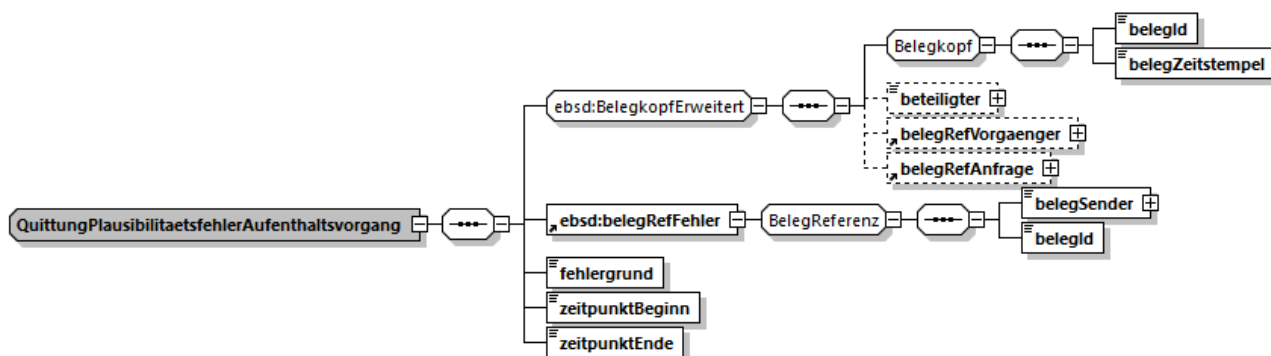 Belegkopf
belegId
belegZeitstempel
ebsd:BelegkopfErweitert
beteiligter
belegRefVorgaenger
belegRefAnfrage
QuittungPlausibilitaetsfehlerAufenthaltsvorgang
ebsd:belegRefFehler
BelegReferenz
belegSender
belegId
fehlergrund
zeitpunktBeginn
zeitpunktEnde